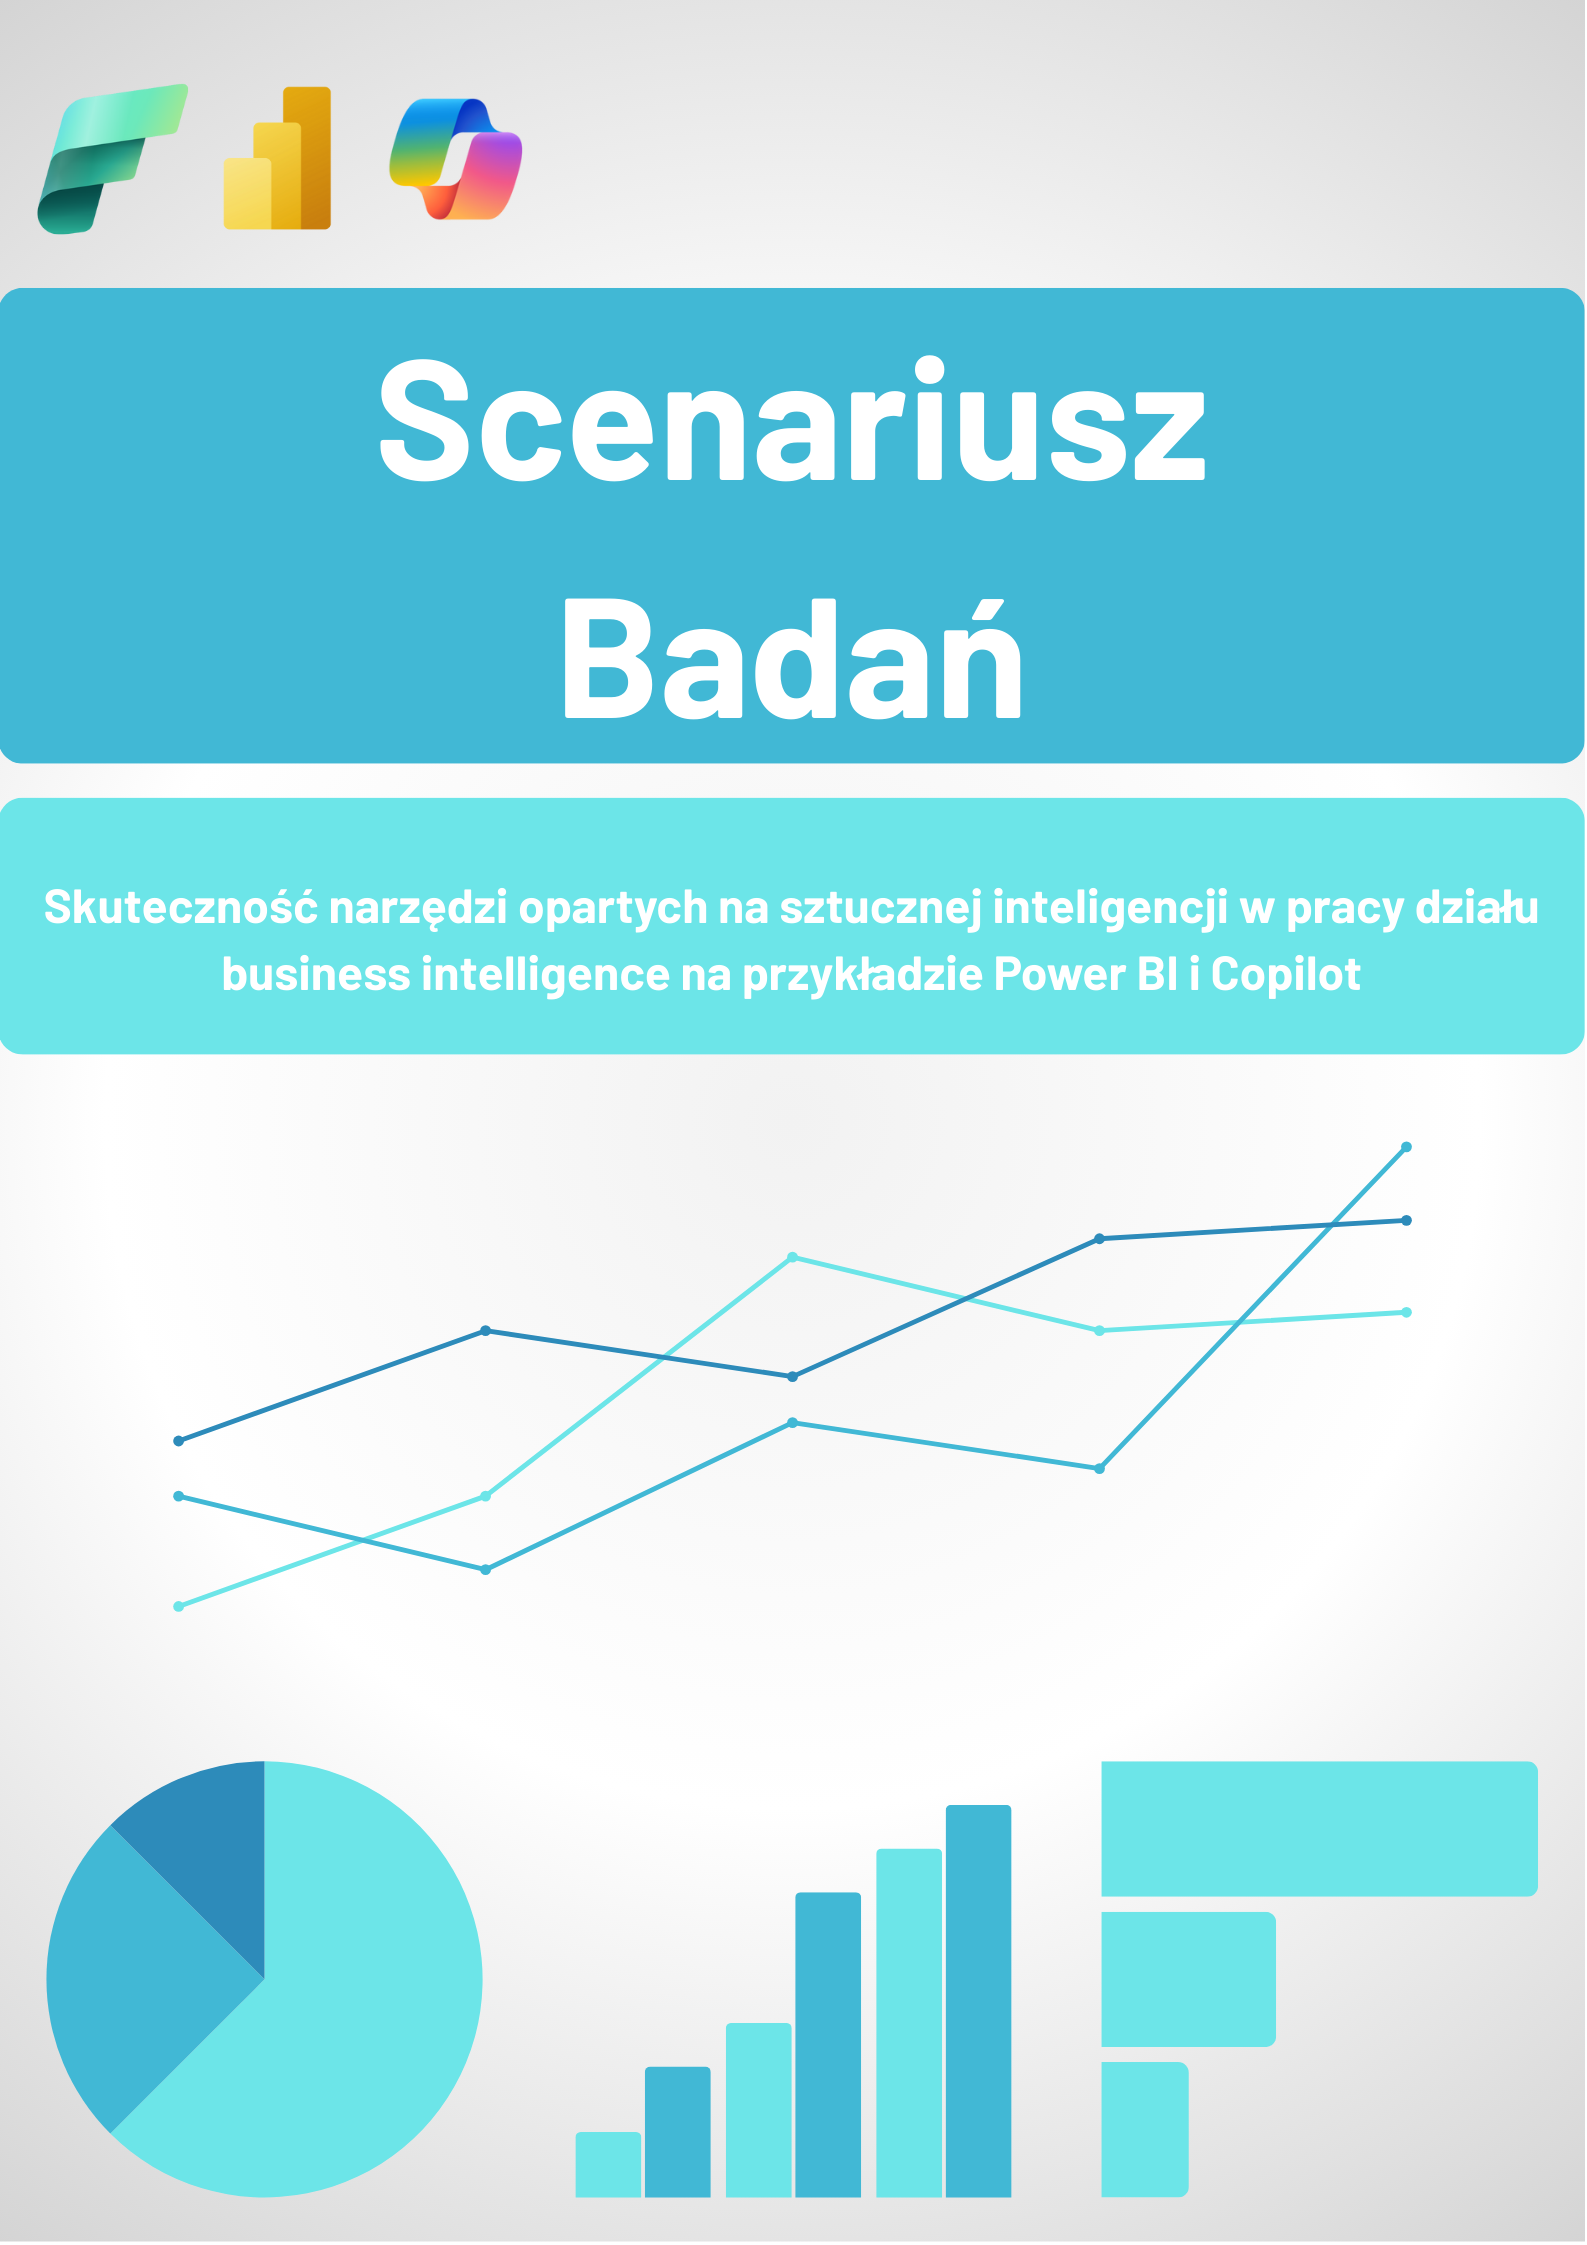 Scenariusz
Badań
Skuteczność narzędzi opartych na sztucznej inteligencji w pracy działu
business intelligence na przykładzie Power BI i Copilot